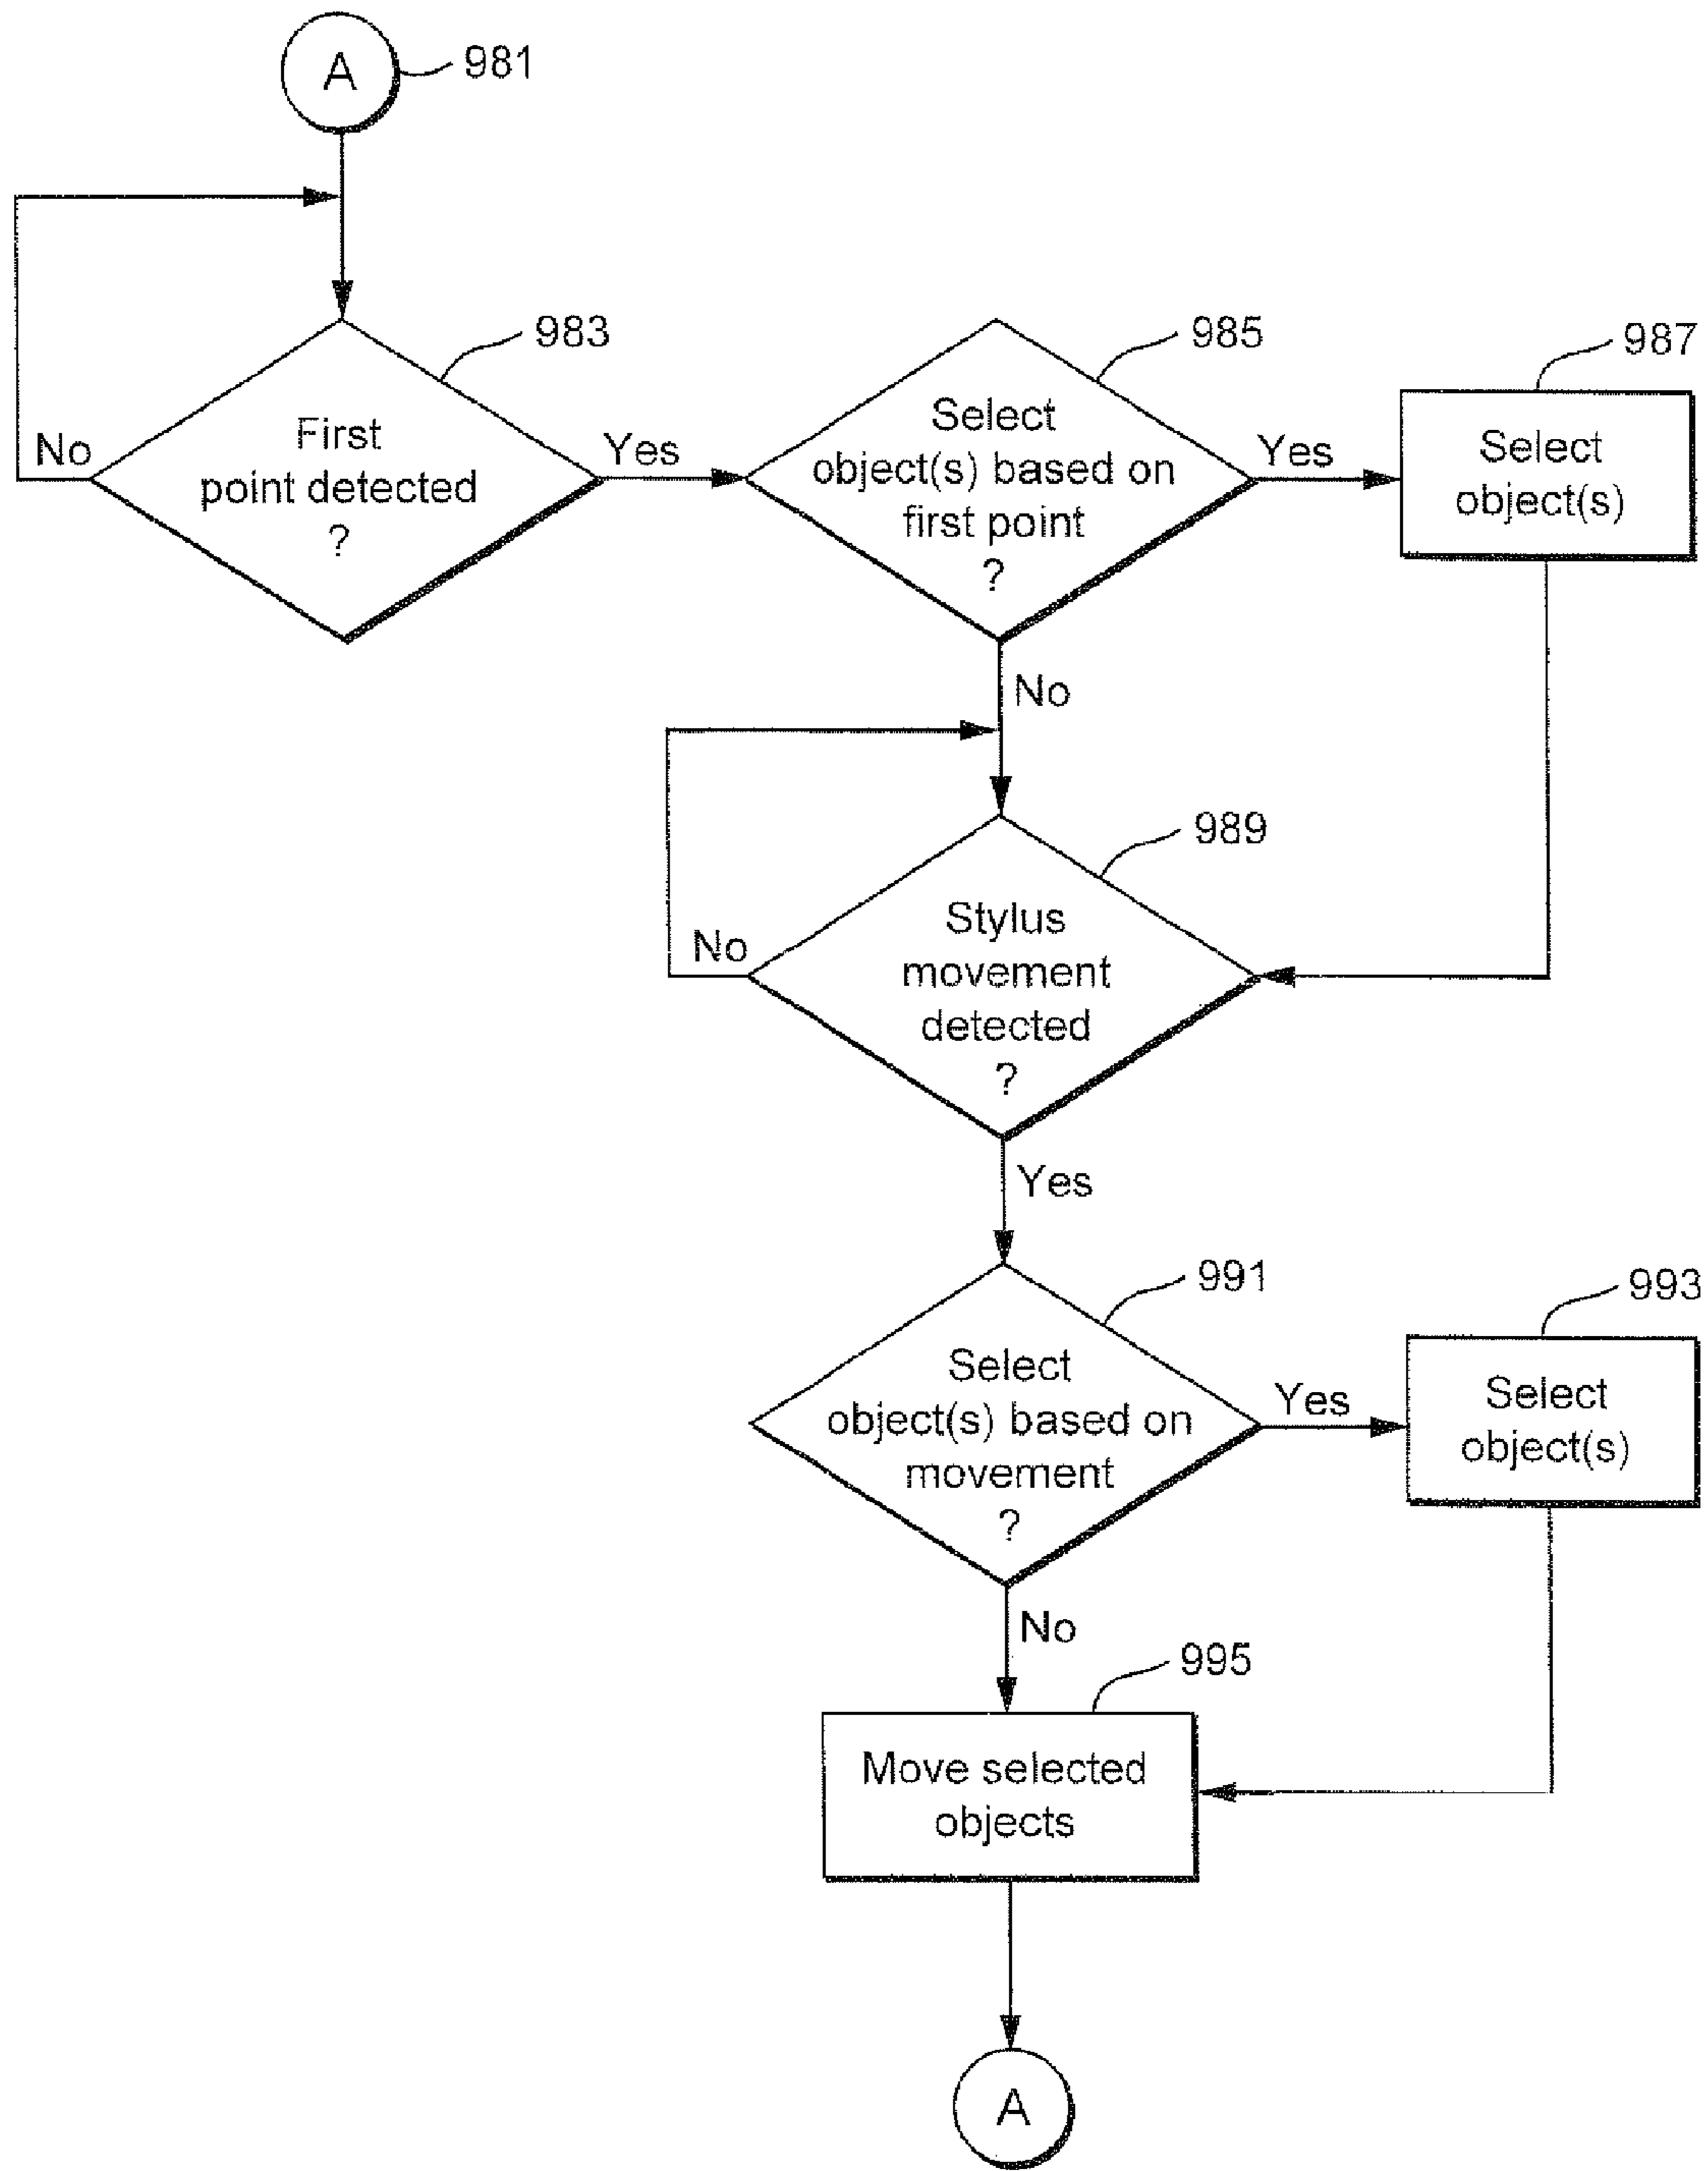 A
981
983
First
point detected
?
No
Yes
985
Select
object(s) based on
first point
?
Yes
987
Select
object(s)
No
989
Stylus
movement
detected
?
No
Yes
991
Select
object(s) based on
movement
?
Yes
993
Select
object(s)
No
995
Move selected
objects
A